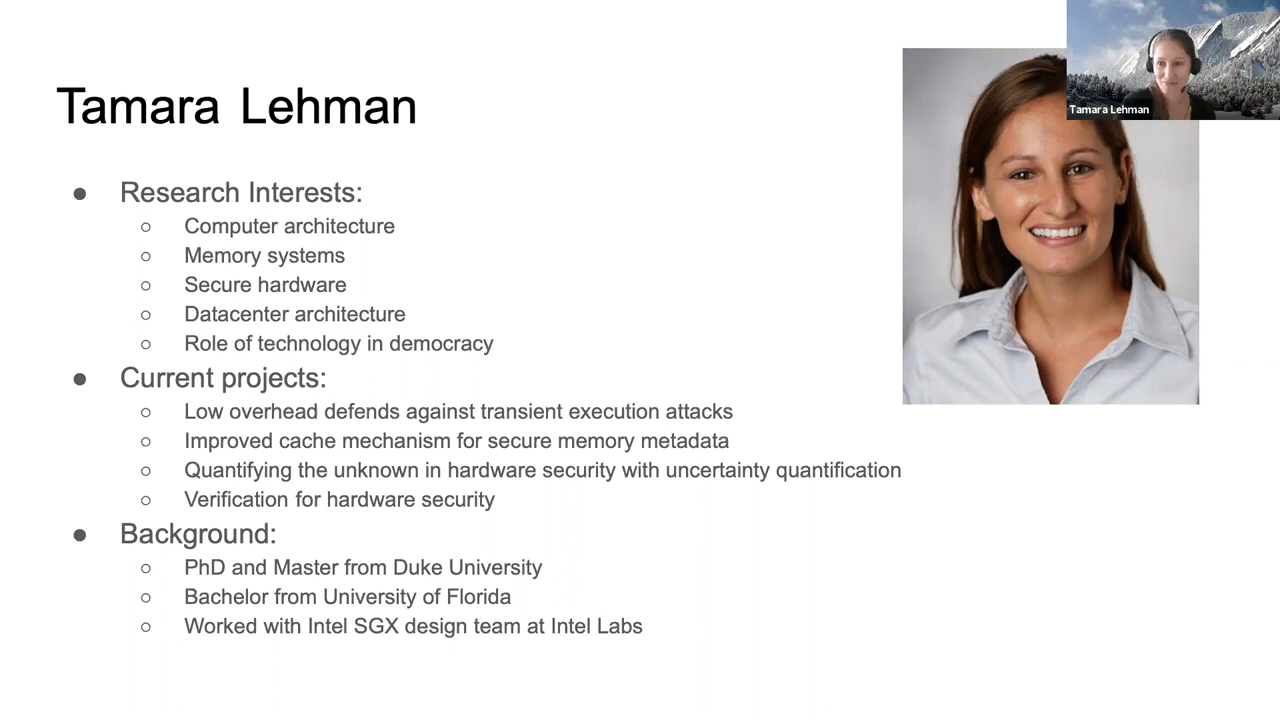 Tamara Lehman
Tamara Lehman
● Research Interests:
○ Computer architecture
○ Memory systems
○ Secure hardware
○ Datacenter architecture
○ Role of technology in democracy
● Current projects:
○ Low overhead defends against transient execution attacks
○ Improved cache mechanism for secure memory metadata
○ Quantifying the unknown in hardware security with uncertainty quantification
○ Verification for hardware security
● Background:
○ PhD and Master from Duke University
○ Bachelor from University of Florida
○ Worked with Intel SGX design team at Intel Labs